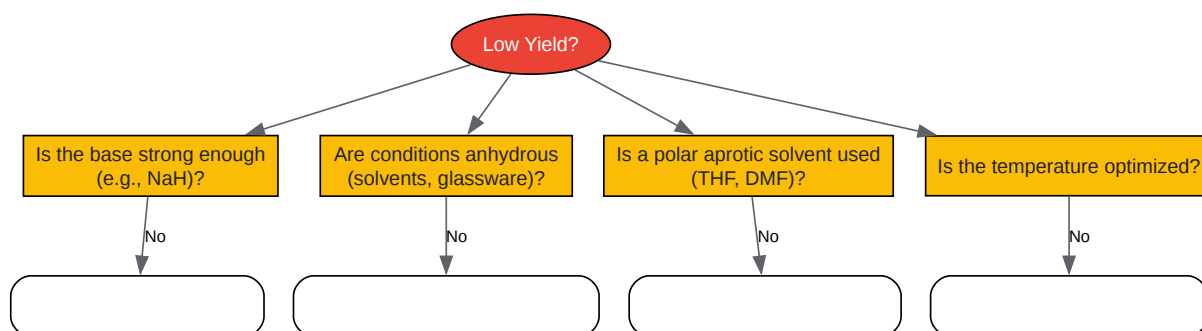 Low Yield?
Is the base strong enough
(e.g., NaH)?
Are conditions anhydrous
(solvents, glassware)?
Is a polar aprotic solvent used
(THF, DMF)?
Is the temperature optimized?
No
No
No
No